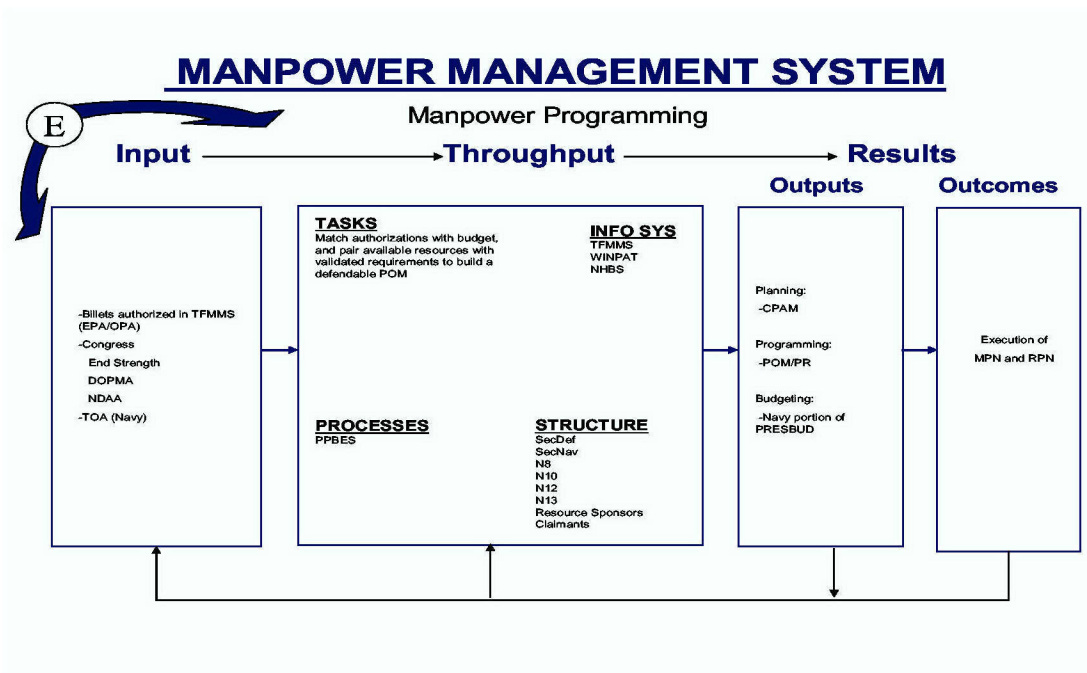 MANPOWER MANAGEMENT SYSTEM
E
Manpower Programming
Input
Throughput
Results
Outputs
Outcomes
-Billets authorized in TFMMS
(EPA/OPA)
-Congress
End Strength
DOPMA
NDAA
-TOA (Navy)
TASKS
Match authorizations with budget,
and pair available resources with
validated requirements to build a
defendable POM
INFO SYS
TFMMS
WINPAT
NHBS
PROCESSES
PPBES
STRUCTURE
SecDef
SecNav
N8
N10
N12
N13
Resource Sponsors
Claimants
Planning:
-CPAM
Programming:
-POM/PR
Budgeting:
-Navy portion of
PRESBUD
Execution of
MPN and RPN